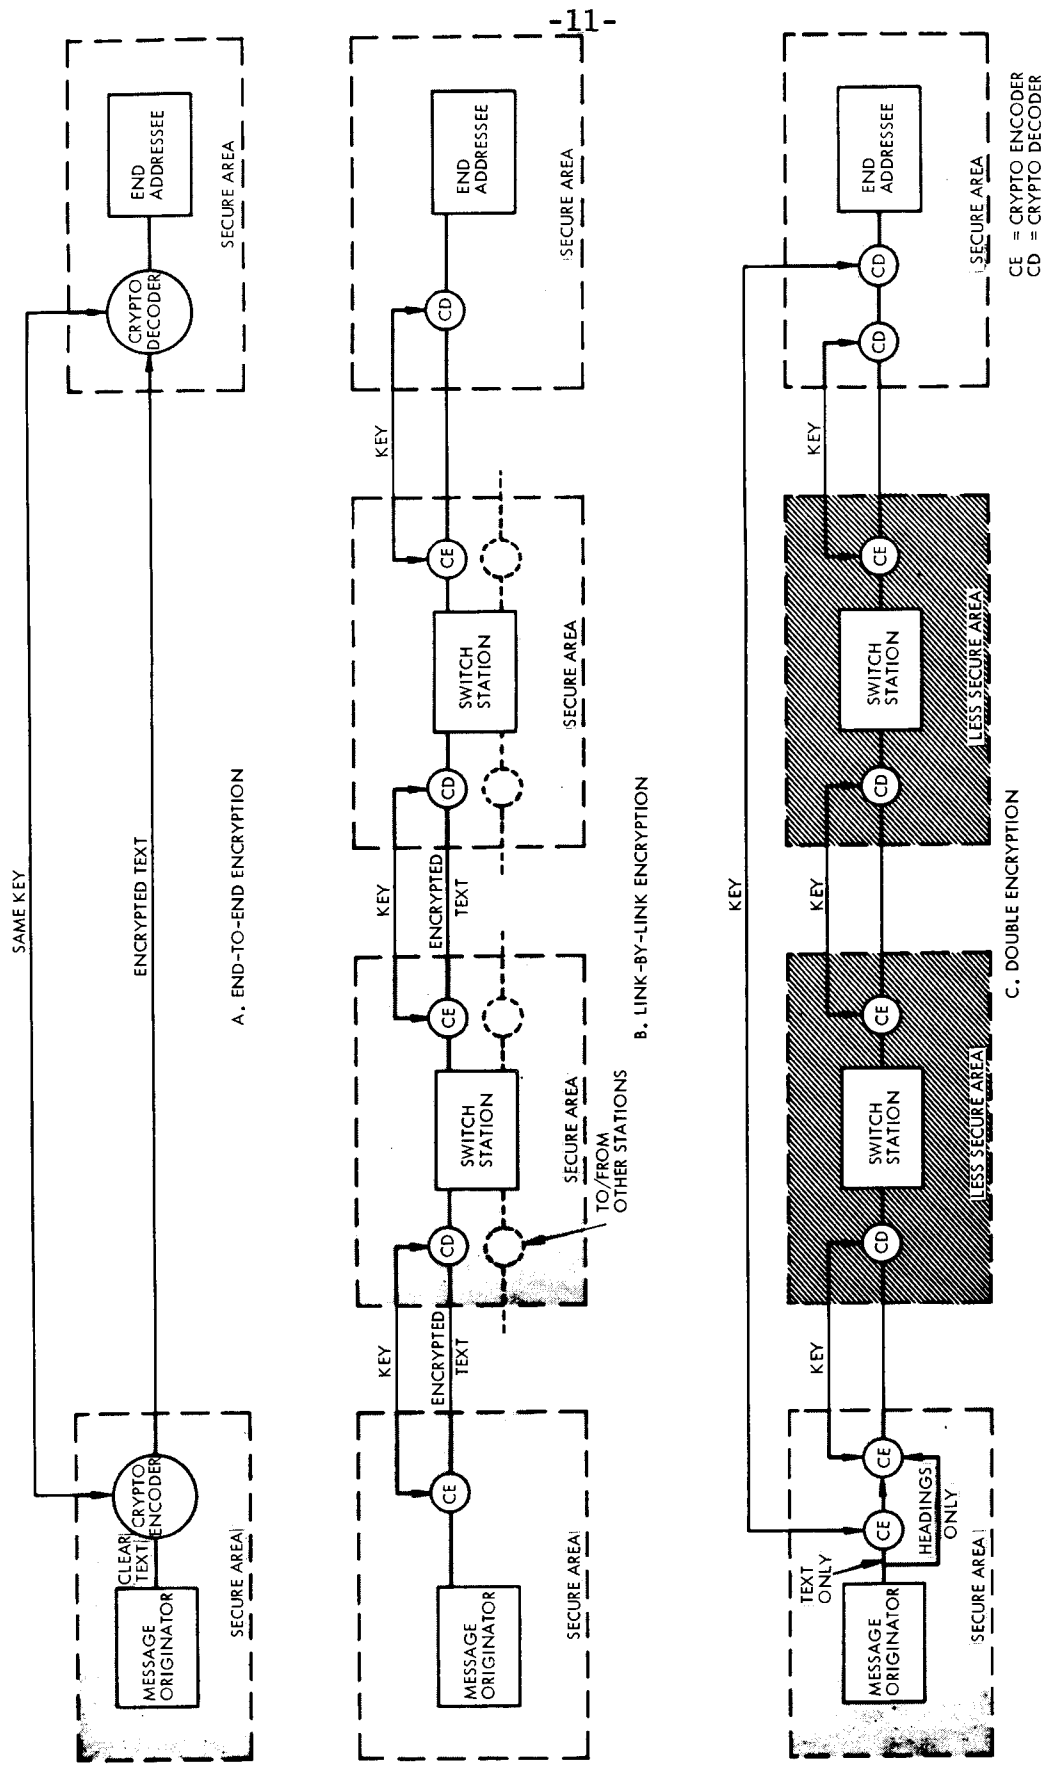 -11-
SAME KEY
ENCRYPTED TEXT
MESSAGE
ORIGINATOR
CLEAR
TEXT
CRYPTO
ENCODER
SECURE AREA
CRYPTO
DECODER
END
ADDRESSEE
SECURE AREA
A. END-TO-END ENCRYPTION
MESSAGE
ORIGINATOR
CE
SECURE AREA
KEY
ENCRYPTED
TEXT
CD
SWITCH
STATION
CE
SECURE AREA
TO/FROM
OTHER STATIONS
KEY
ENCRYPTED
TEXT
CD
SWITCH
STATION
CE
SECURE AREA
KEY
CD
END
ADDRESSEE
SECURE AREA
B. LINK-BY-LINK ENCRYPTION
KEY
MESSAGE
ORIGINATOR
TEXT
ONLY
CE
CE
HEADINGS
ONLY
SECURE AREA
KEY
CD
SWITCH
STATION
CE
LESS SECURE AREA
KEY
CD
SWITCH
STATION
CE
LESS SECURE AREA
KEY
CD
CD
END
ADDRESSEE
SECURE AREA
C. DOUBLE ENCRYPTION
CE = CRYPTO ENCODER
CD = CRYPTO DECODER